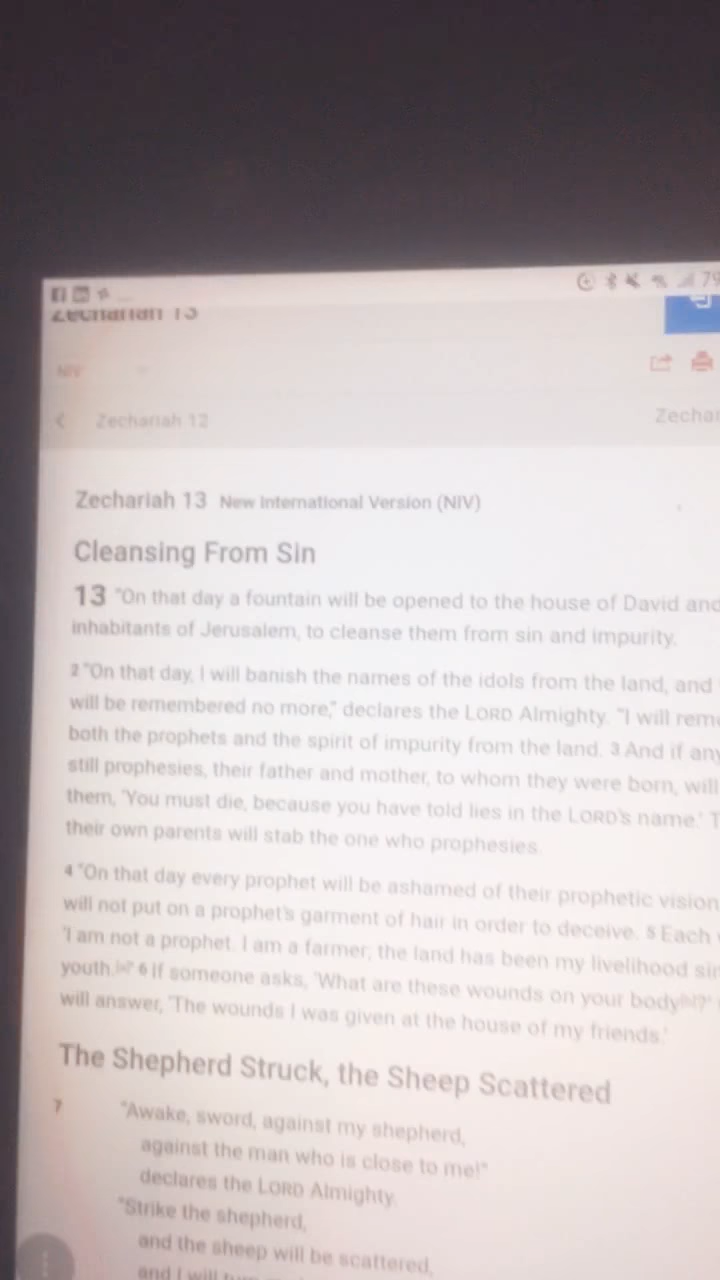 79
Zechariah 13
NIV
Zechariah 12
Zechar
Zechariah 13 New International Version (NIV)
Cleansing From Sin
13 "On that day a fountain will be opened to the house of David and
inhabitants of Jerusalem, to cleanse them from sin and impurity.
2 "On that day, I will banish the names of the idols from the land, and
will be remembered no more," declares the LORD Almighty. "I will rem
both the prophets and the spirit of impurity from the land. 3 And if any
still prophesies, their father and mother, to whom they were born, will
them, 'You must die, because you have told lies in the LORD's name.' T
their own parents will stab the one who prophesies.
4 "On that day every prophet will be ashamed of their prophetic vision
will not put on a prophet's garment of hair in order to deceive. 5 Each
'I am not a prophet. I am a farmer; the land has been my livelihood sin
youth.[a]' 6 If someone asks, 'What are these wounds on your body[b]?'
will answer, 'The wounds I was given at the house of my friends.'
The Shepherd Struck, the Sheep Scattered
7 "Awake, sword, against my shepherd,
against the man who is close to me!"
declares the LORD Almighty.
"Strike the shepherd,
and the sheep will be scattered,
and I will